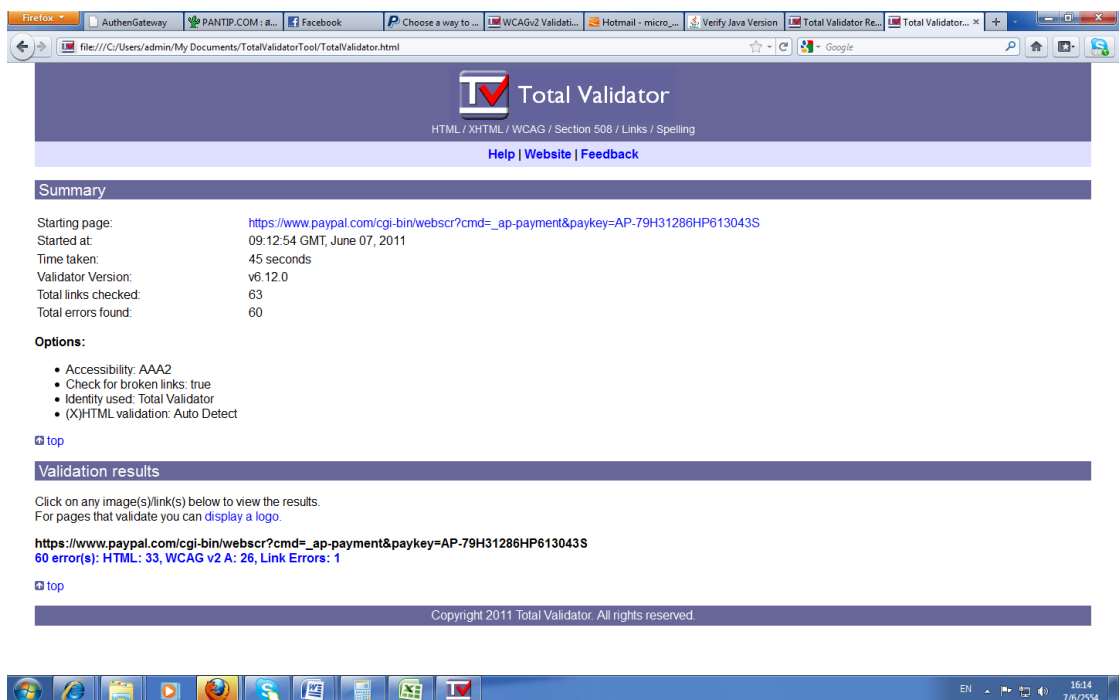 Firefox
AuthenGateway
PANTIP.COM : ส...
Facebook
Choose a way to ...
WCAGv2 Validati...
Hotmail - micro_...
Verify Java Version
Total Validator Re...
Total Validator...
file:///C:/Users/admin/My Documents/TotalValidatorTool/TotalValidator.html
Google
TV Total Validator
HTML / XHTML / WCAG / Section 508 / Links / Spelling
Help | Website | Feedback
Summary
Starting page: https://www.paypal.com/cgi-bin/webscr?cmd=_ap-payment&paykey=AP-79H31286HP613043S
Started at: 09:12:54 GMT, June 07, 2011
Time taken: 45 seconds
Validator Version: v6.12.0
Total links checked: 63
Total errors found: 60
Options:
Accessibility: AAA2
Check for broken links: true
Identity used: Total Validator
(X)HTML validation: Auto Detect
top
Validation results
Click on any image(s)/link(s) below to view the results.
For pages that validate you can display a logo.
https://www.paypal.com/cgi-bin/webscr?cmd=_ap-payment&paykey=AP-79H31286HP613043S
60 error(s): HTML: 33, WCAG v2 A: 26, Link Errors: 1
top
Copyright 2011 Total Validator. All rights reserved.
EN
16:14
7/6/2554